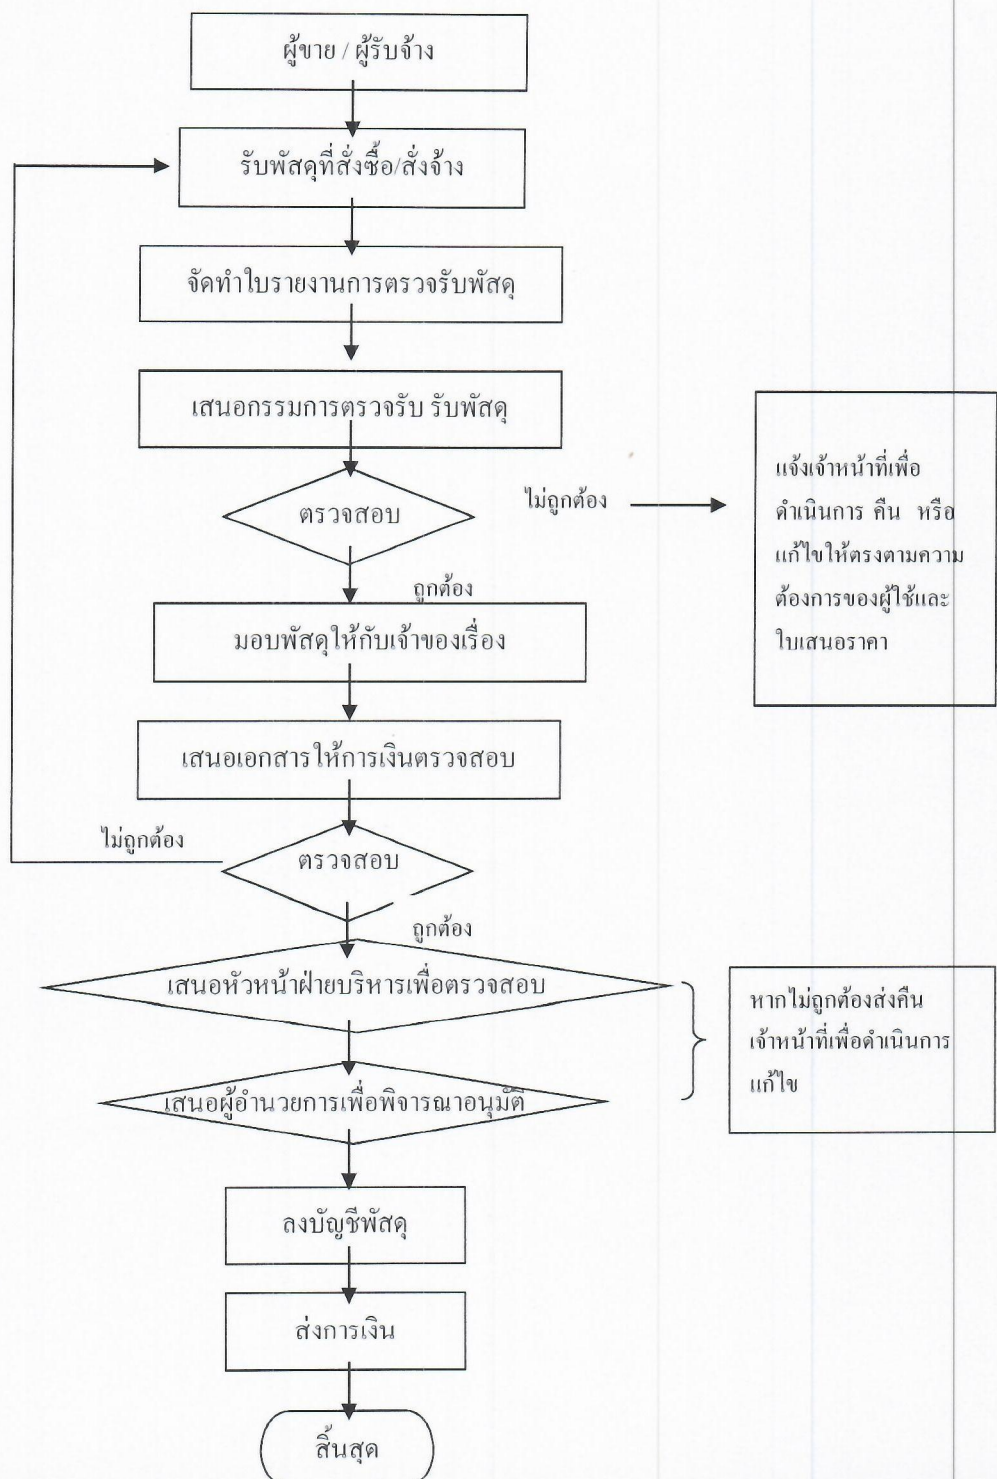 ผู้ขาย / ผู้รับจ้าง
รับพัสดุที่สั่งซื้อ/สั่งจ้าง
จัดทำใบรายงานการตรวจรับพัสดุ
เสนอกรรมการตรวจรับ รับพัสดุ
ตรวจสอบ
ไม่ถูกต้อง
แจ้งเจ้าหน้าที่เพื่อ
ดำเนินการ คืน หรือ
แก้ไขให้ตรงตามความ
ต้องการของผู้ใช้และ
ใบเสนอราคา
ถูกต้อง
มอบพัสดุให้กับเจ้าของเรื่อง
เสนอเอกสารให้การเงินตรวจสอบ
ไม่ถูกต้อง
ตรวจสอบ
ถูกต้อง
เสนอหัวหน้าฝ่ายบริหารเพื่อตรวจสอบ
หากไม่ถูกต้องส่งคืน
เจ้าหน้าที่เพื่อดำเนินการ
แก้ไข
เสนอผู้อำนวยการเพื่อพิจารณาอนุมัติ
ลงบัญชีพัสดุ
ส่งการเงิน
สิ้นสุด